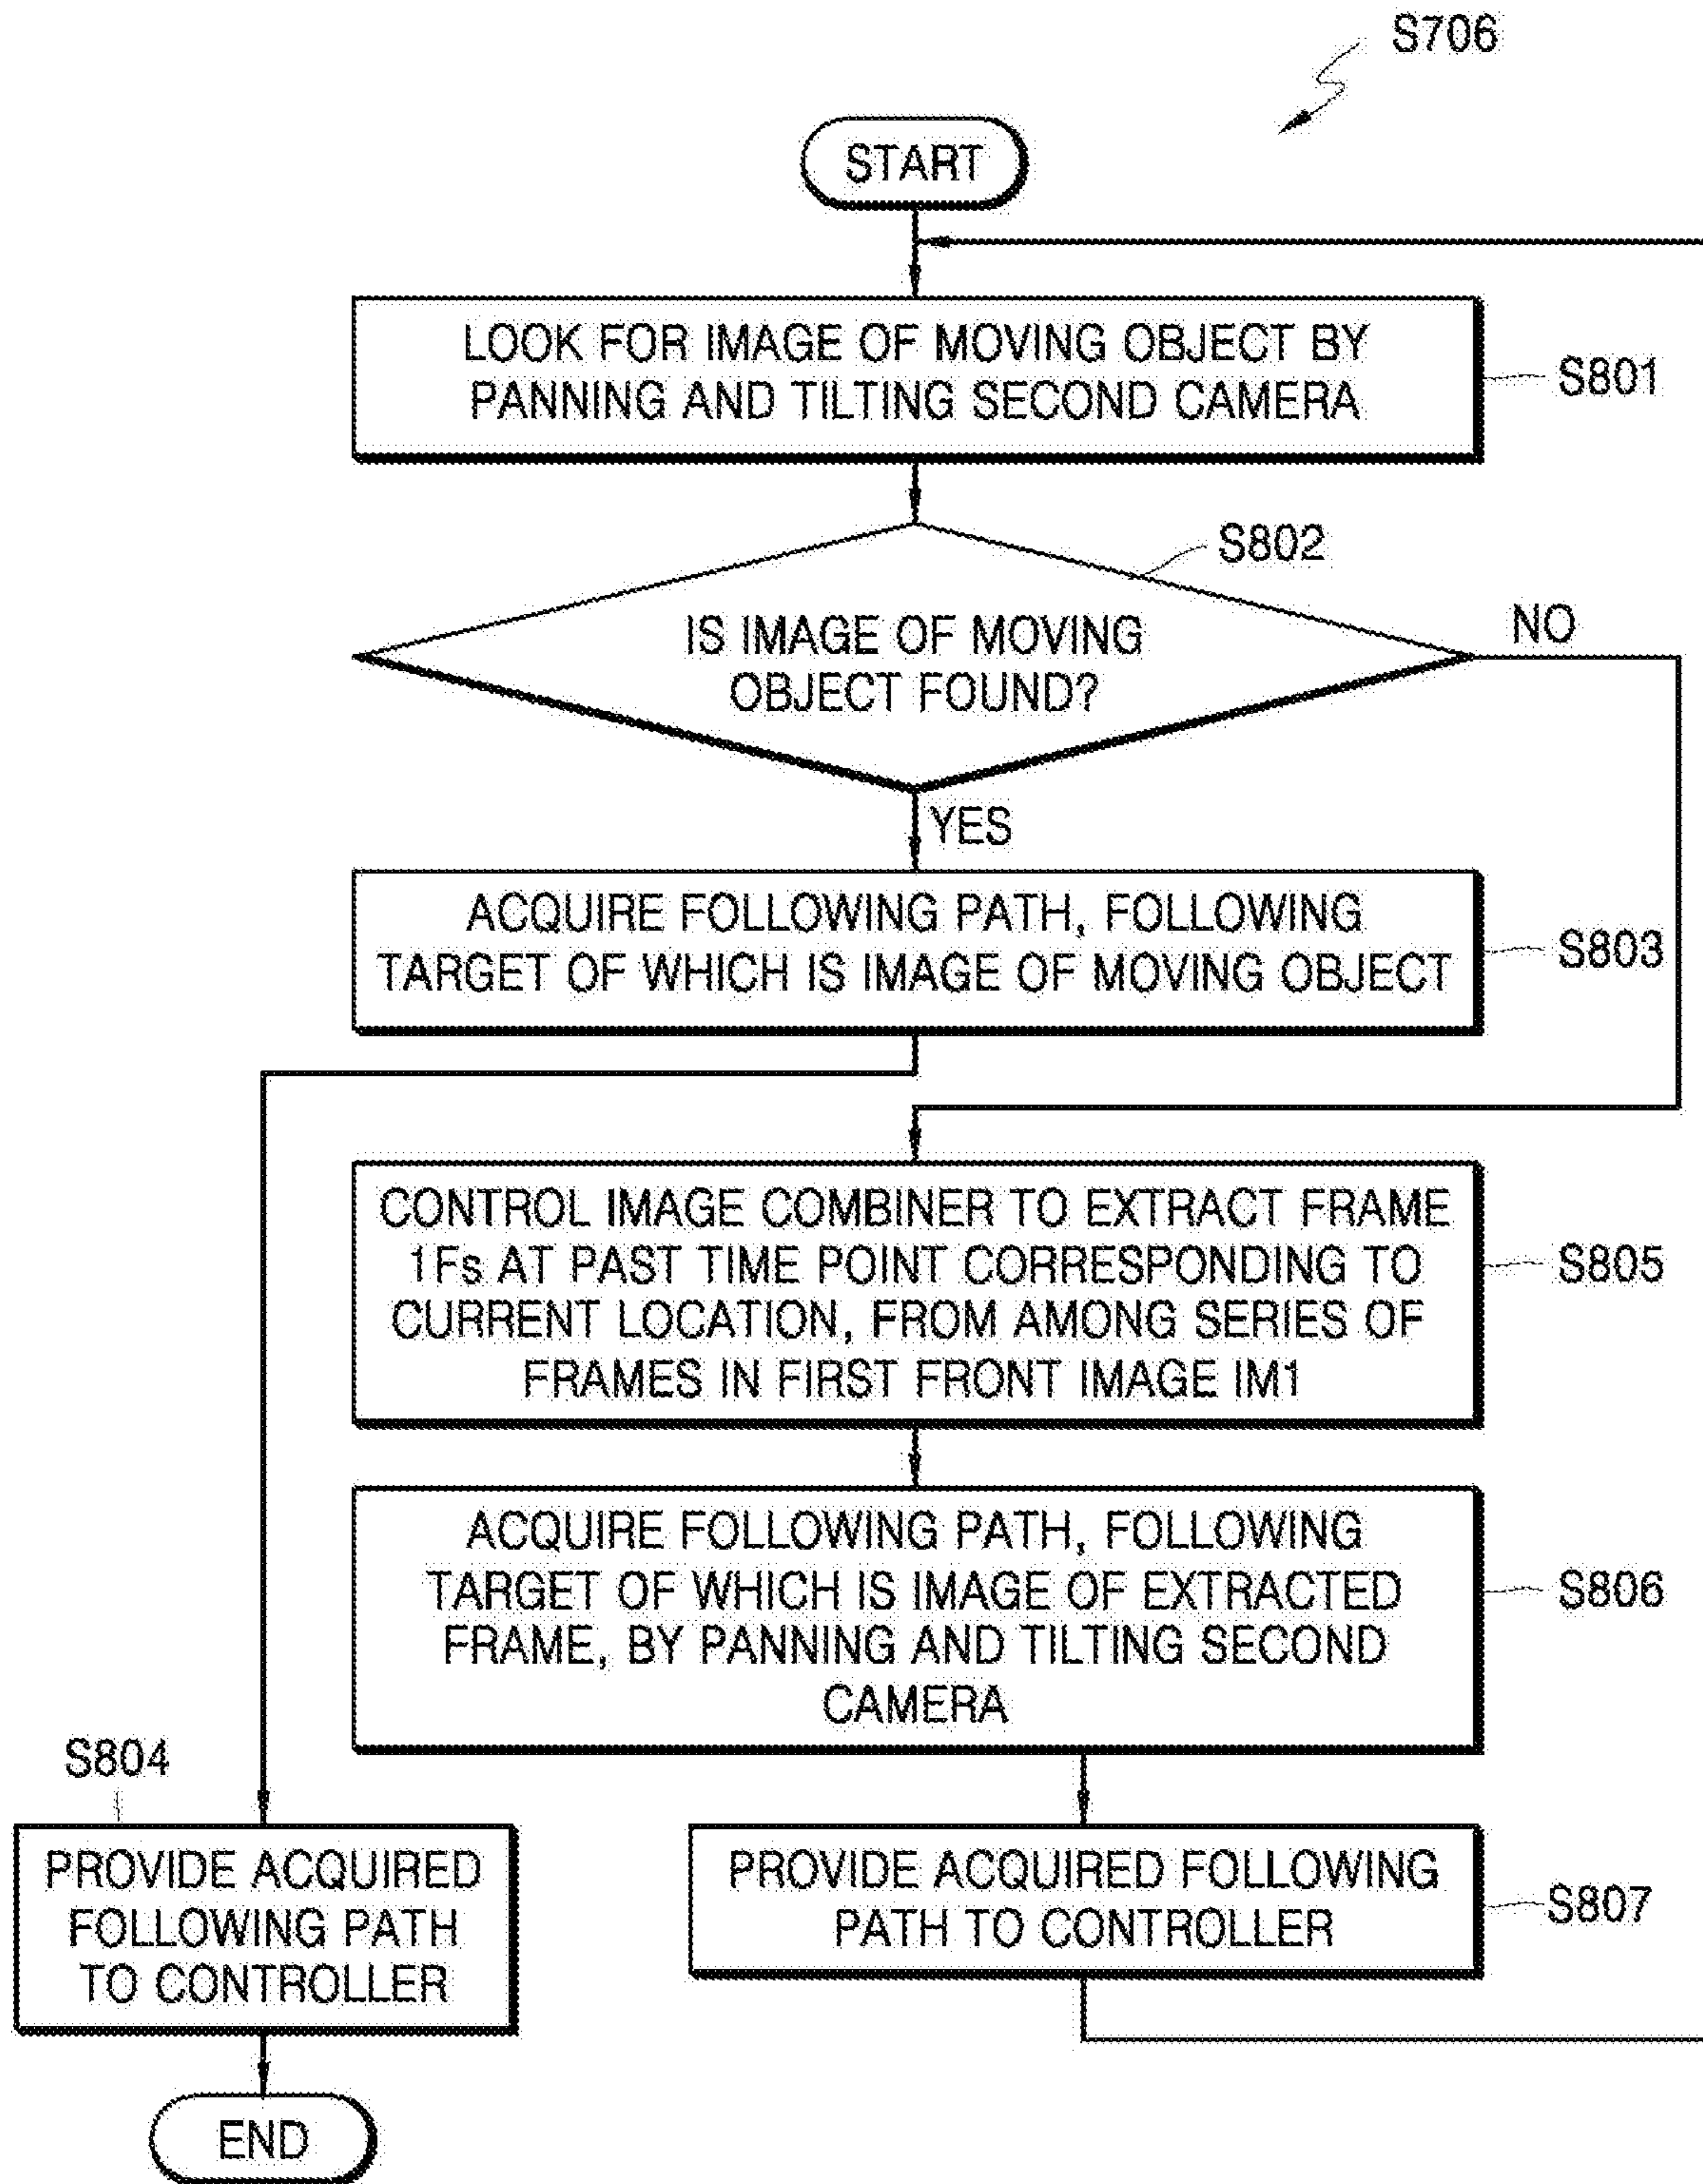 S706
START
LOOK FOR IMAGE OF MOVING OBJECT BY
PANNING AND TILTING SECOND CAMERA
S801
S802
IS IMAGE OF MOVING
OBJECT FOUND?
NO
YES
ACQUIRE FOLLOWING PATH, FOLLOWING
TARGET OF WHICH IS IMAGE OF MOVING OBJECT
S803
CONTROL IMAGE COMBINER TO EXTRACT FRAME
1Fs AT PAST TIME POINT CORRESPONDING TO
CURRENT LOCATION, FROM AMONG SERIES OF
FRAMES IN FIRST FRONT IMAGE IM1
S805
ACQUIRE FOLLOWING PATH, FOLLOWING
TARGET OF WHICH IS IMAGE OF EXTRACTED
FRAME, BY PANNING AND TILTING SECOND
CAMERA
S806
S804
PROVIDE ACQUIRED
FOLLOWING PATH
TO CONTROLLER
PROVIDE ACQUIRED FOLLOWING
PATH TO CONTROLLER
S807
END